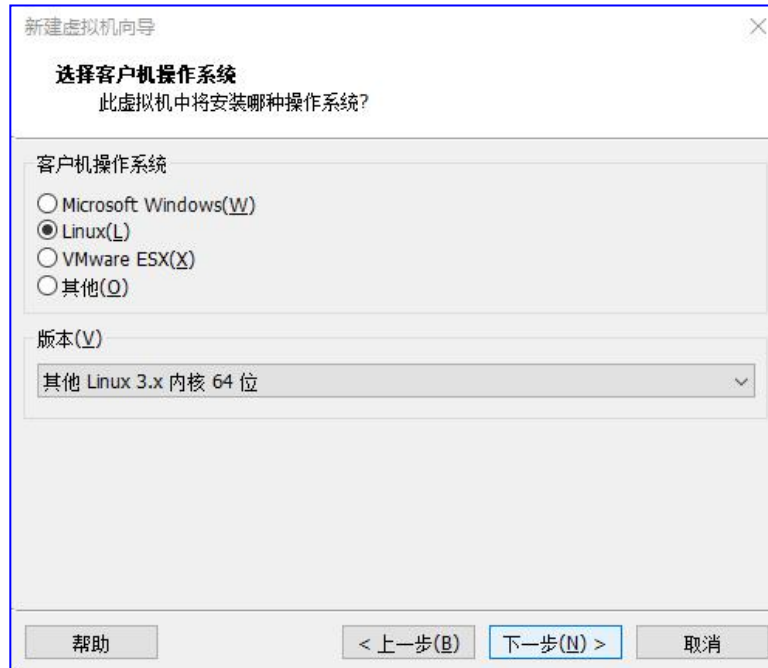 新建虚拟机向导
选择客户机操作系统
此虚拟机中将安装哪种操作系统?
客户机操作系统
Microsoft Windows(W)
Linux(L)
VMware ESX(X)
其他(O)
版本(V)
其他 Linux 3.x 内核 64 位
帮助
< 上一步(B)
下一步(N) >
取消